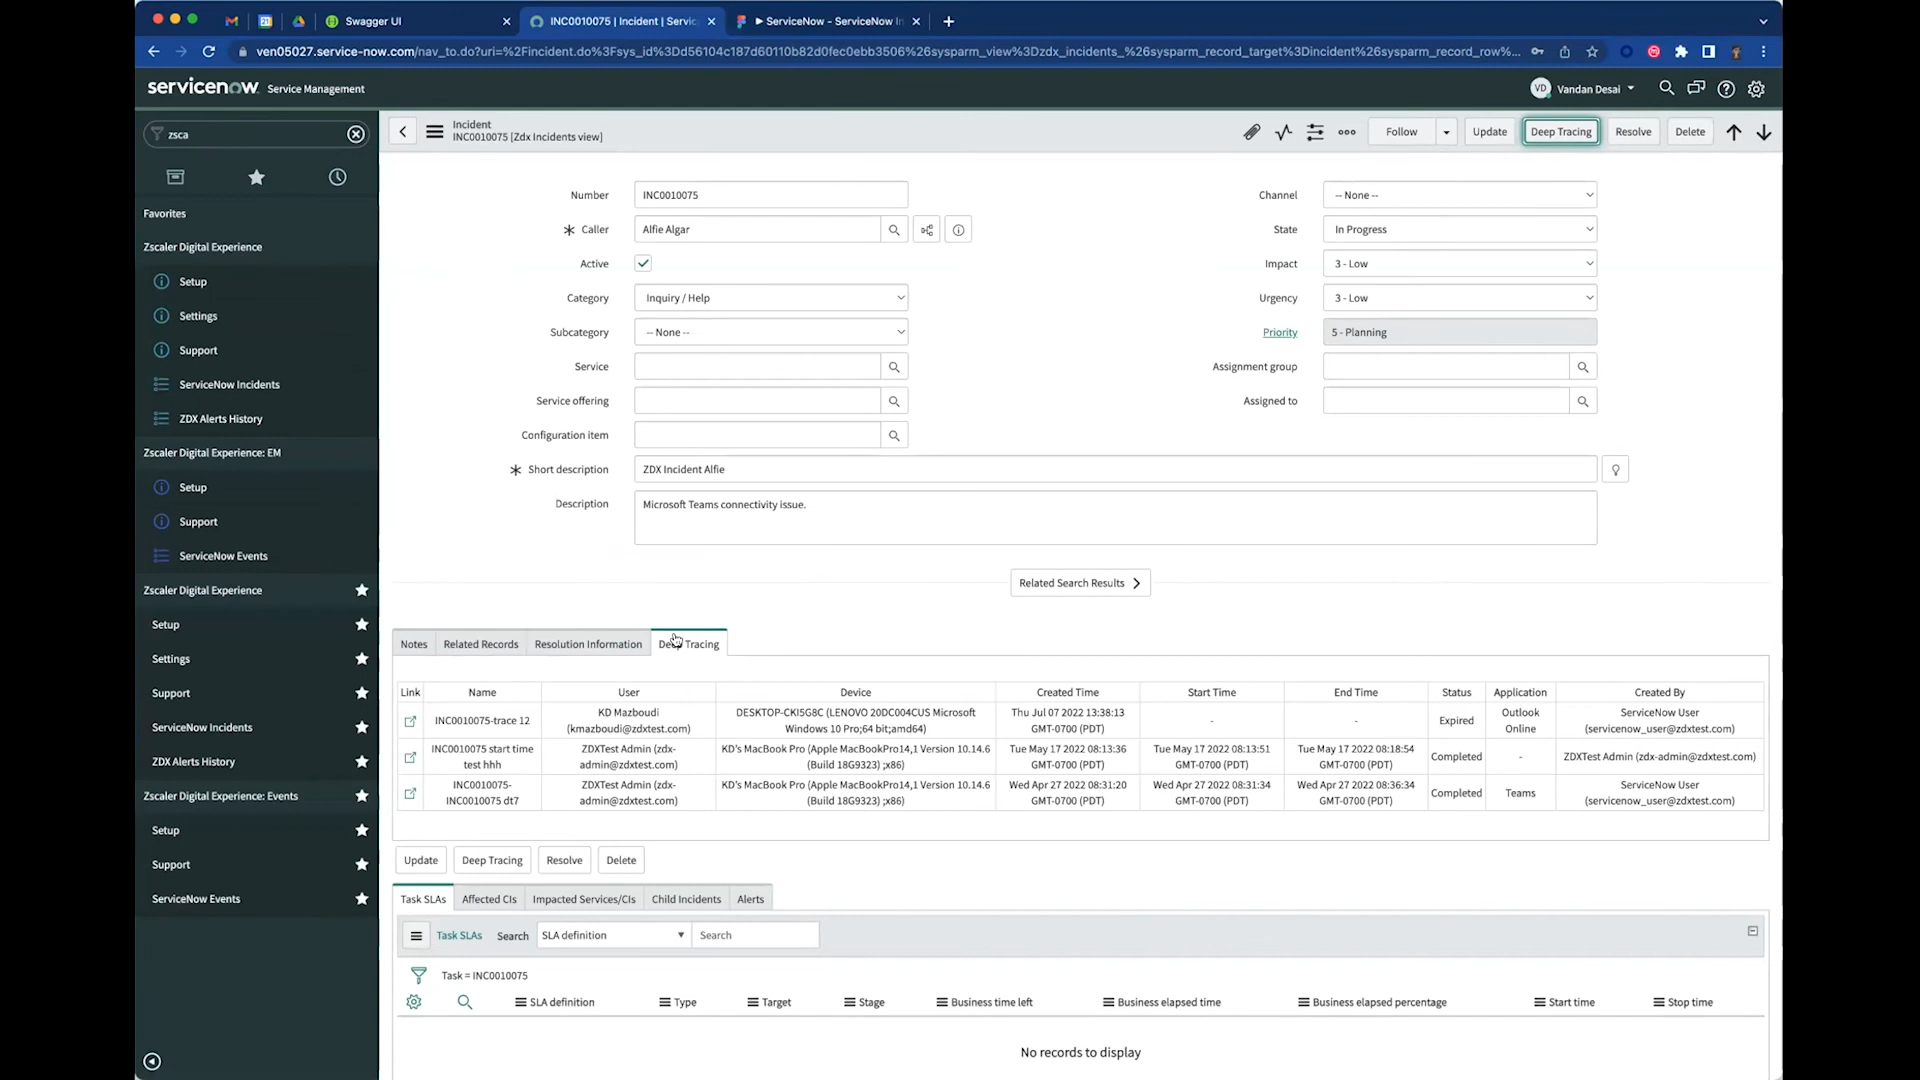 Swagger UI
INC0010075 | Incident | Servic
ServiceNow – ServiceNow In
ven05027.service-now.com/nav_to.do?uri=%2Fincident.do%3Fsys_id%3Dd56104c187d60110b82d0fec0ebb3506%26sysparm_view%3Dzdx_incidents_%26sysparm_record_target%3Dincident%26sysparm_record_row%...
servicenow Service Management
VD Vandan Desai
zsca
Favorites
Zscaler Digital Experience
Setup
Settings
Support
ServiceNow Incidents
ZDX Alerts History
Zscaler Digital Experience: EM
Setup
Support
ServiceNow Events
Zscaler Digital Experience
Setup
Settings
Support
ServiceNow Incidents
ZDX Alerts History
Zscaler Digital Experience: Events
Setup
Support
ServiceNow Events
Incident
INC0010075 [Zdx Incidents view]
Follow Update Deep Tracing Resolve Delete
Number INC0010075 Channel -- None --
Caller Alfie Algar State In Progress
Active Impact 3 - Low
Category Inquiry / Help Urgency 3 - Low
Subcategory -- None -- Priority 5 - Planning
Service Assignment group
Service offering Assigned to
Configuration item
Short description ZDX Incident Alfie
Description Microsoft Teams connectivity issue.
Related Search Results
Notes Related Records Resolution Information Deep Tracing
Link Name User Device Created Time Start Time End Time Status Application Created By
INC0010075-trace 12 KD Mazboudi (kmazboudi@zdxtest.com) DESKTOP-CKI5G8C (LENOVO 20DC004CUS Microsoft Windows 10 Pro;64 bit;amd64) Thu Jul 07 2022 13:38:13 GMT-0700 (PDT) - - Expired Outlook Online ServiceNow User (servicenow_user@zdxtest.com)
INC0010075 start time test hhh ZDXTest Admin (zdx-admin@zdxtest.com) KD's MacBook Pro (Apple MacBookPro14,1 Version 10.14.6 (Build 18G9323) ;x86) Tue May 17 2022 08:13:36 GMT-0700 (PDT) Tue May 17 2022 08:13:51 GMT-0700 (PDT) Tue May 17 2022 08:18:54 GMT-0700 (PDT) Completed - ZDXTest Admin (zdx-admin@zdxtest.com)
INC0010075-INC0010075 dt7 ZDXTest Admin (zdx-admin@zdxtest.com) KD's MacBook Pro (Apple MacBookPro14,1 Version 10.14.6 (Build 18G9323) ;x86) Wed Apr 27 2022 08:31:20 GMT-0700 (PDT) Wed Apr 27 2022 08:31:34 GMT-0700 (PDT) Wed Apr 27 2022 08:36:34 GMT-0700 (PDT) Completed Teams ServiceNow User (servicenow_user@zdxtest.com)
Update Deep Tracing Resolve Delete
Task SLAs Affected CIs Impacted Services/CIs Child Incidents Alerts
Task SLAs Search SLA definition Search
Task = INC0010075
SLA definition Type Target Stage Business time left Business elapsed time Business elapsed percentage Start time Stop time
No records to display